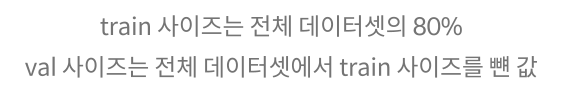 train 사이즈는 전체 데이터셋의 80%
val 사이즈는 전체 데이터셋에서 train 사이즈를 뺀 값